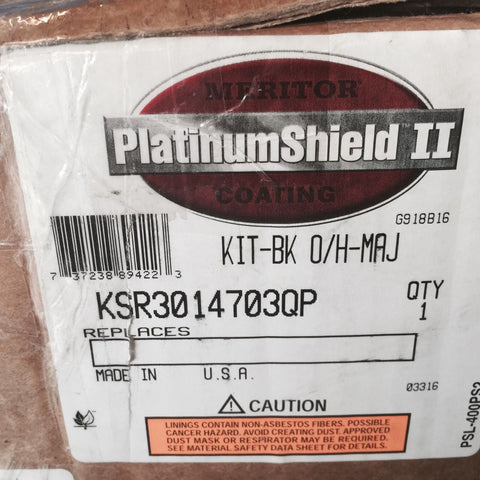 MERITOR
PlatinumShield II
COATING
G918B16
KIT-BK O/H-MAJ
7 37238 89422 3
KSR3014703QP
QTY
1
REPLACES
MADE IN U.S.A.
03316
PSL-400PS2
CAUTION
LININGS CONTAIN NON-ASBESTOS FIBERS. POSSIBLE
CANCER HAZARD. AVOID CREATING DUST. APPROVED
DUST MASK OR RESPIRATOR MAY BE REQUIRED.
SEE MATERIAL SAFETY DATA SHEET FOR DETAILS.